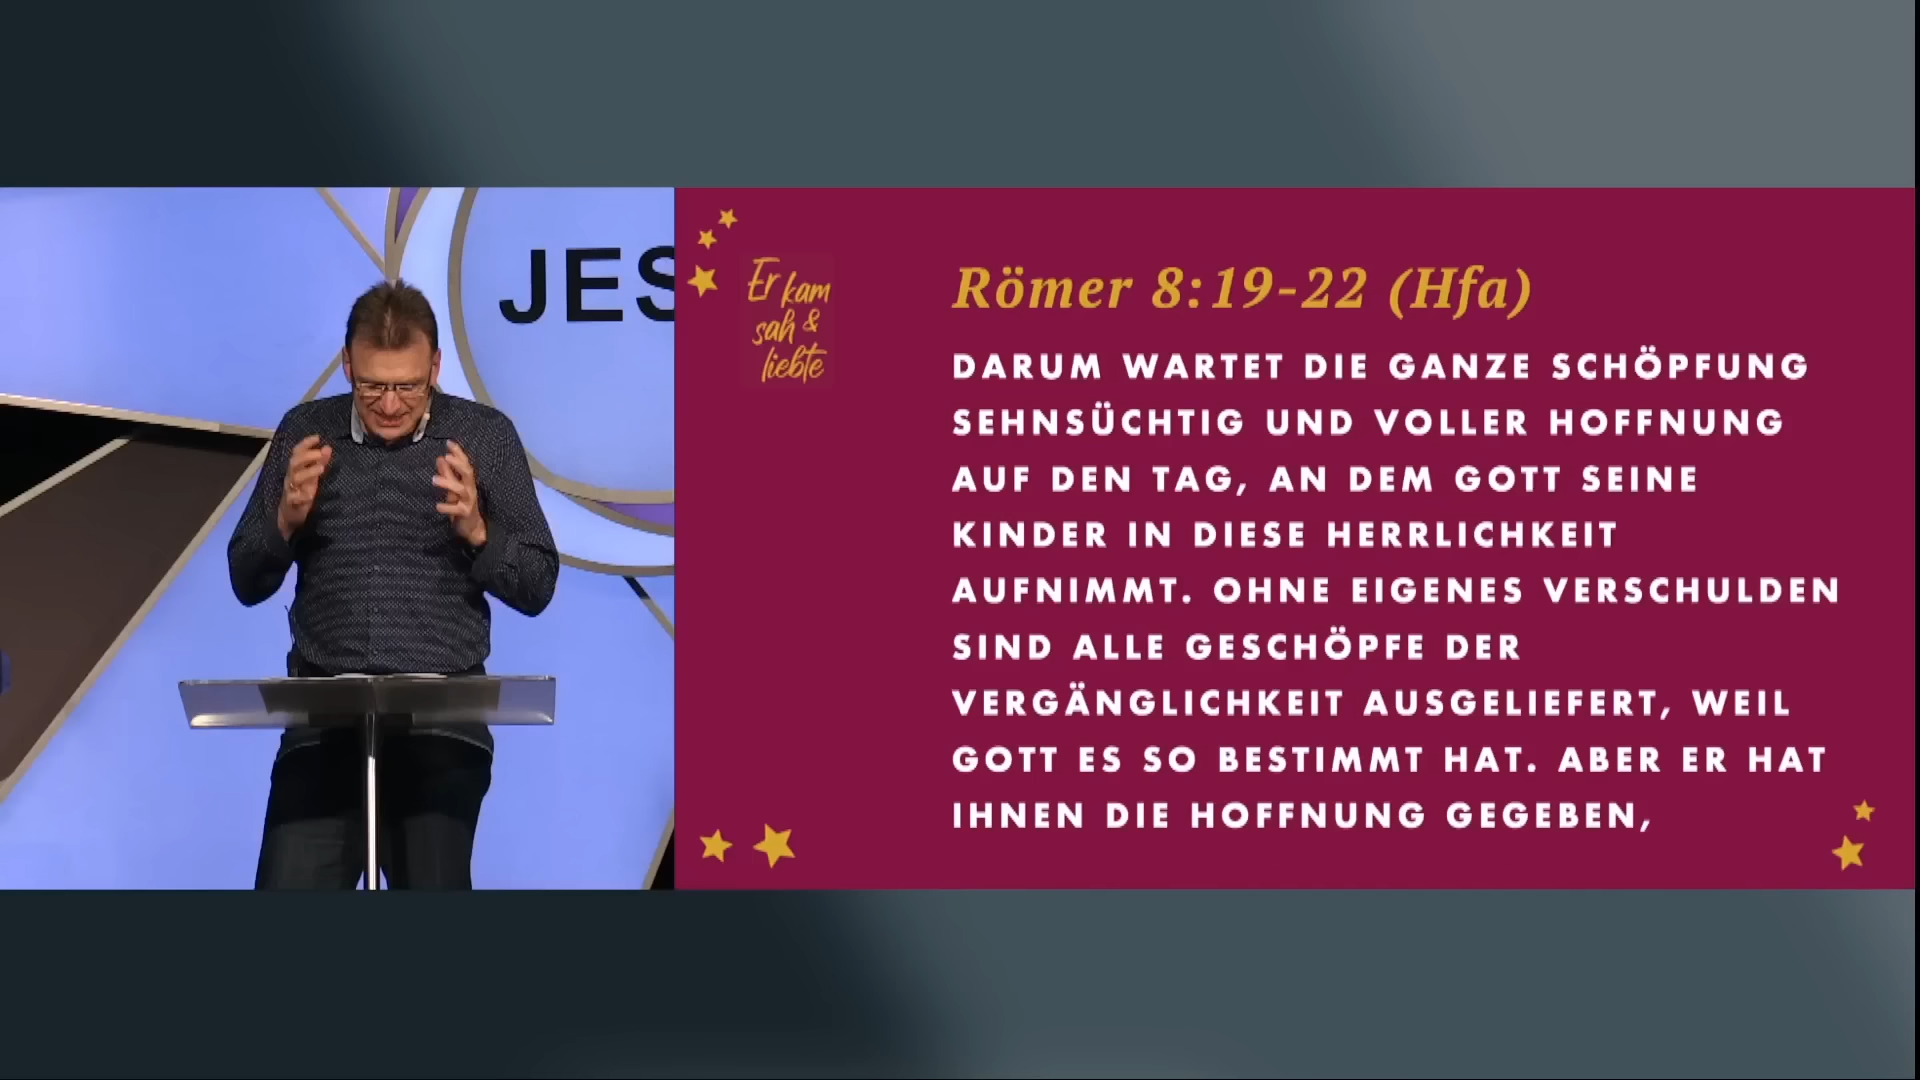 JES
Er kam
sah &
liebte
Römer 8:19-22 (Hfa)
DARUM WARTET DIE GANZE SCHÖPFUNG
SEHNSÜCHTIG UND VOLLER HOFFNUNG
AUF DEN TAG, AN DEM GOTT SEINE
KINDER IN DIESE HERRLICHKEIT
AUFNIMMT. OHNE EIGENES VERSCHULDEN
SIND ALLE GESCHÖPFE DER
VERGÄNGLICHKEIT AUSGELIEFERT, WEIL
GOTT ES SO BESTIMMT HAT. ABER ER HAT
IHNEN DIE HOFFNUNG GEGEBEN,